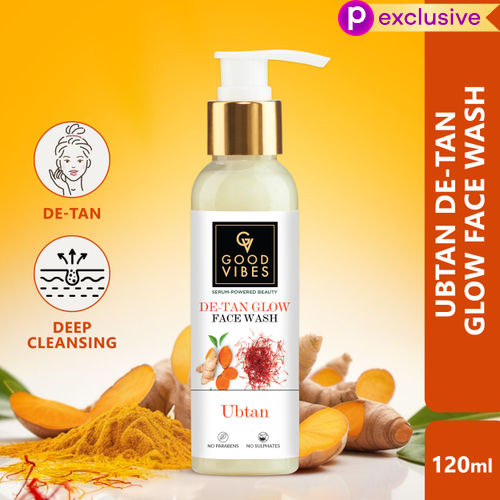 p exclusive
UBTAN DE-TAN
GLOW FACE WASH
120ml
DE-TAN
DEEP
CLEANSING
GV
GOOD
VIBES
SERUM-POWERED BEAUTY
DE-TAN GLOW
FACE WASH
Ubtan
NO PARABENS
NO SULPHATES